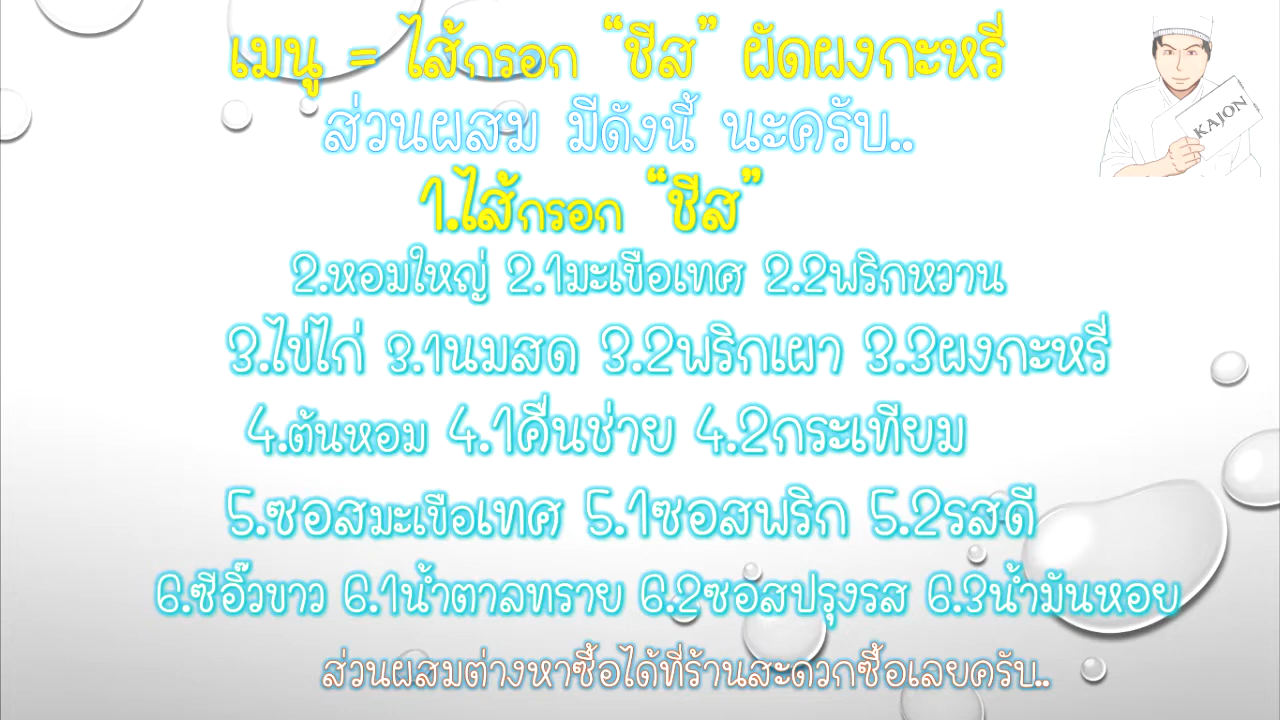 เมนู = ไส้กรอก “ชีส” ผัดผงกะหรี่
ส่วนผสม มีดังนี้ นะครับ..
1.ไส้กรอก “ชีส”
2.หอมใหญ่ 2.1มะเขือเทศ 2.2พริกหวาน
3.ไข่ไก่ 3.1นมสด 3.2พริกเผา 3.3ผงกะหรี่
4.ต้นหอม 4.1คื่นช่าย 4.2กระเทียม
5.ซอสมะเขือเทศ 5.1ซอสพริก 5.2รสดี
6.ซีอิ๊วขาว 6.1น้ำตาลทราย 6.2ซอสปรุงรส 6.3น้ำมันหอย
ส่วนผสมต่างหาซื้อได้ที่ร้านสะดวกซื้อเลยครับ..
KAJON